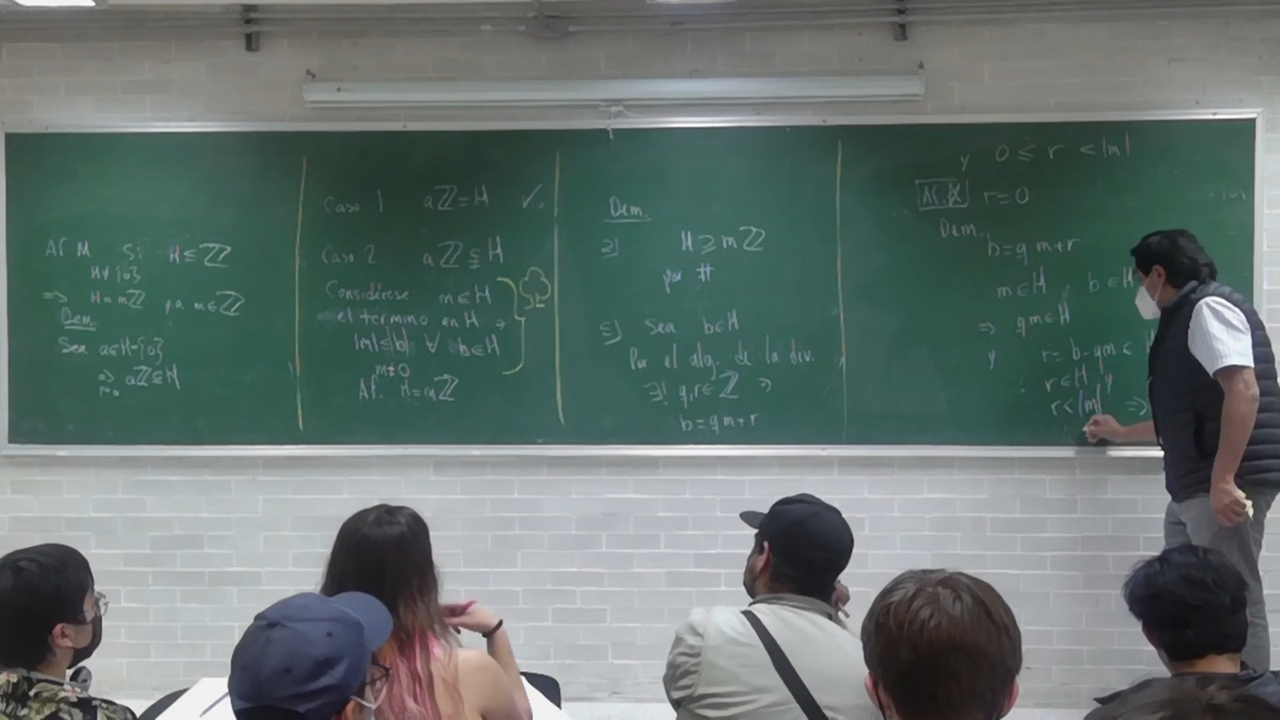 Af M Si H ≤ ℤ
H ≠ {0}
=> H = mℤ p.a. m ∈ ℤ
Dem.
Sea a ∈ H-{0}
=> aℤ ⊆ H
Caso 1 aℤ = H ✓.
Caso 2 aℤ ⊊ H
Considérese m ∈ H
el término en H ∋
|m| ≤ |b| ∀ b ∈ H
m ≠ 0
Af. H = mℤ
Dem.
⊇) H ⊇ mℤ
por #
⊆) Sea b ∈ H
Por el alg. de la div.
∃! q, r ∈ ℤ ∋
b = qm + r
y 0 ≤ r < |m|
Af. r = 0
Dem.
b = qm + r
m ∈ H b ∈ H
=> qm ∈ H
y r = b - qm ∈ H
∴ r ∈ H y
r < |m| =>